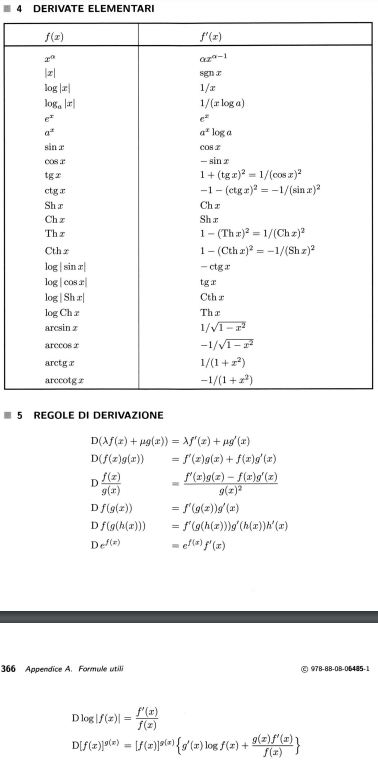 4 DERIVATE ELEMENTARI
f(x) f′(x)
x^α αx^(α−1)
|x| sgn x
log |x| 1/x
log_a |x| 1/(x log a)
e^x e^x
a^x a^x log a
sin x cos x
cos x − sin x
tg x 1 + (tg x)² = 1/(cos x)²
ctg x −1 − (ctg x)² = −1/(sin x)²
Sh x Ch x
Ch x Sh x
Th x 1 − (Th x)² = 1/(Ch x)²
Cth x 1 − (Cth x)² = −1/(Sh x)²
log | sin x| − ctg x
log | cos x| tg x
log | Sh x| Cth x
log Ch x Th x
arcsin x 1/√(1 − x²)
arccos x −1/√(1 − x²)
arctg x 1/(1 + x²)
arccotg x −1/(1 + x²)
5 REGOLE DI DERIVAZIONE
D(λf(x) + μg(x)) = λf′(x) + μg′(x)
D(f(x)g(x)) = f′(x)g(x) + f(x)g′(x)
D f(x)/g(x) = (f′(x)g(x) − f(x)g′(x))/g(x)²
D f(g(x)) = f′(g(x))g′(x)
D f(g(h(x))) = f′(g(h(x)))g′(h(x))h′(x)
D e^f(x) = e^f(x) f′(x)
366 Appendice A. Formule utili © 978-88-08-06485-1
D log |f(x)| = f′(x)/f(x)
D[f(x)]^g(x) = [f(x)]^g(x) {g′(x) log f(x) + g(x)f′(x)/f(x)}